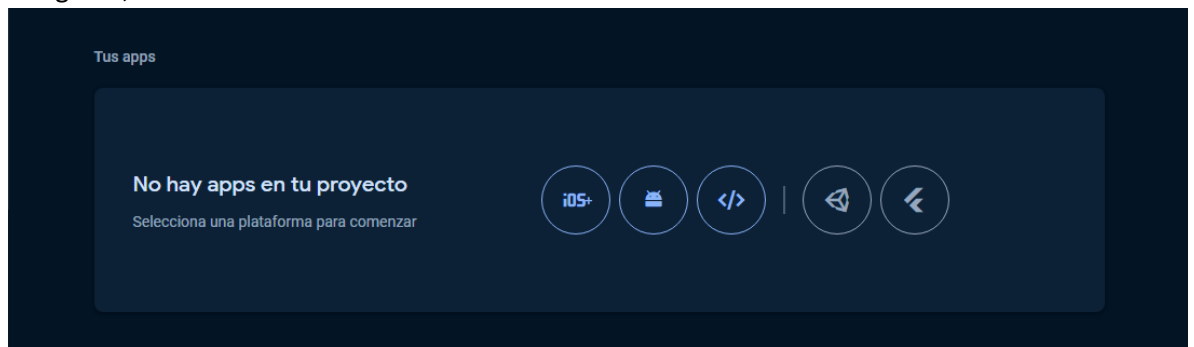 Tus apps
No hay apps en tu proyecto
Selecciona una plataforma para comenzar
iOS+
</>